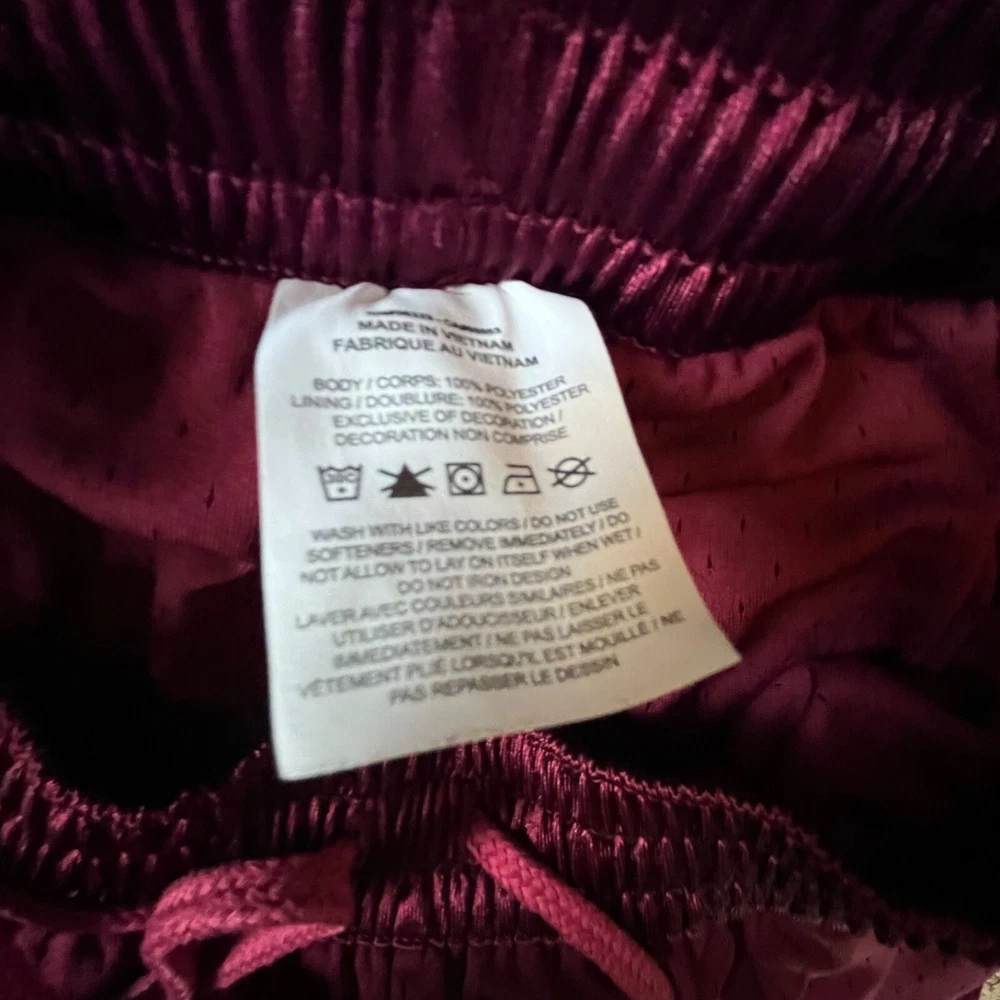 MADE IN VIETNAM
FABRIQUE AU VIETNAM
BODY / CORPS: 100% POLYESTER
LINING / DOUBLURE: 100% POLYESTER
EXCLUSIVE OF DECORATION /
DECORATION NON COMPRISE
30C
WASH WITH LIKE COLORS / DO NOT USE
SOFTENERS / REMOVE IMMEDIATELY / DO
NOT ALLOW TO LAY ON ITSELF WHEN WET /
DO NOT IRON DESIGN
LAVER AVEC COULEURS SIMILAIRES / NE PAS
UTILISER D'ADOUCISSEUR / ENLEVER
IMMEDIATEMENT / NE PAS LAISSER LE
VÊTEMENT PLIÉ LORSQU'IL EST MOUILLÉ / NE
PAS REPASSER LE DESSIN